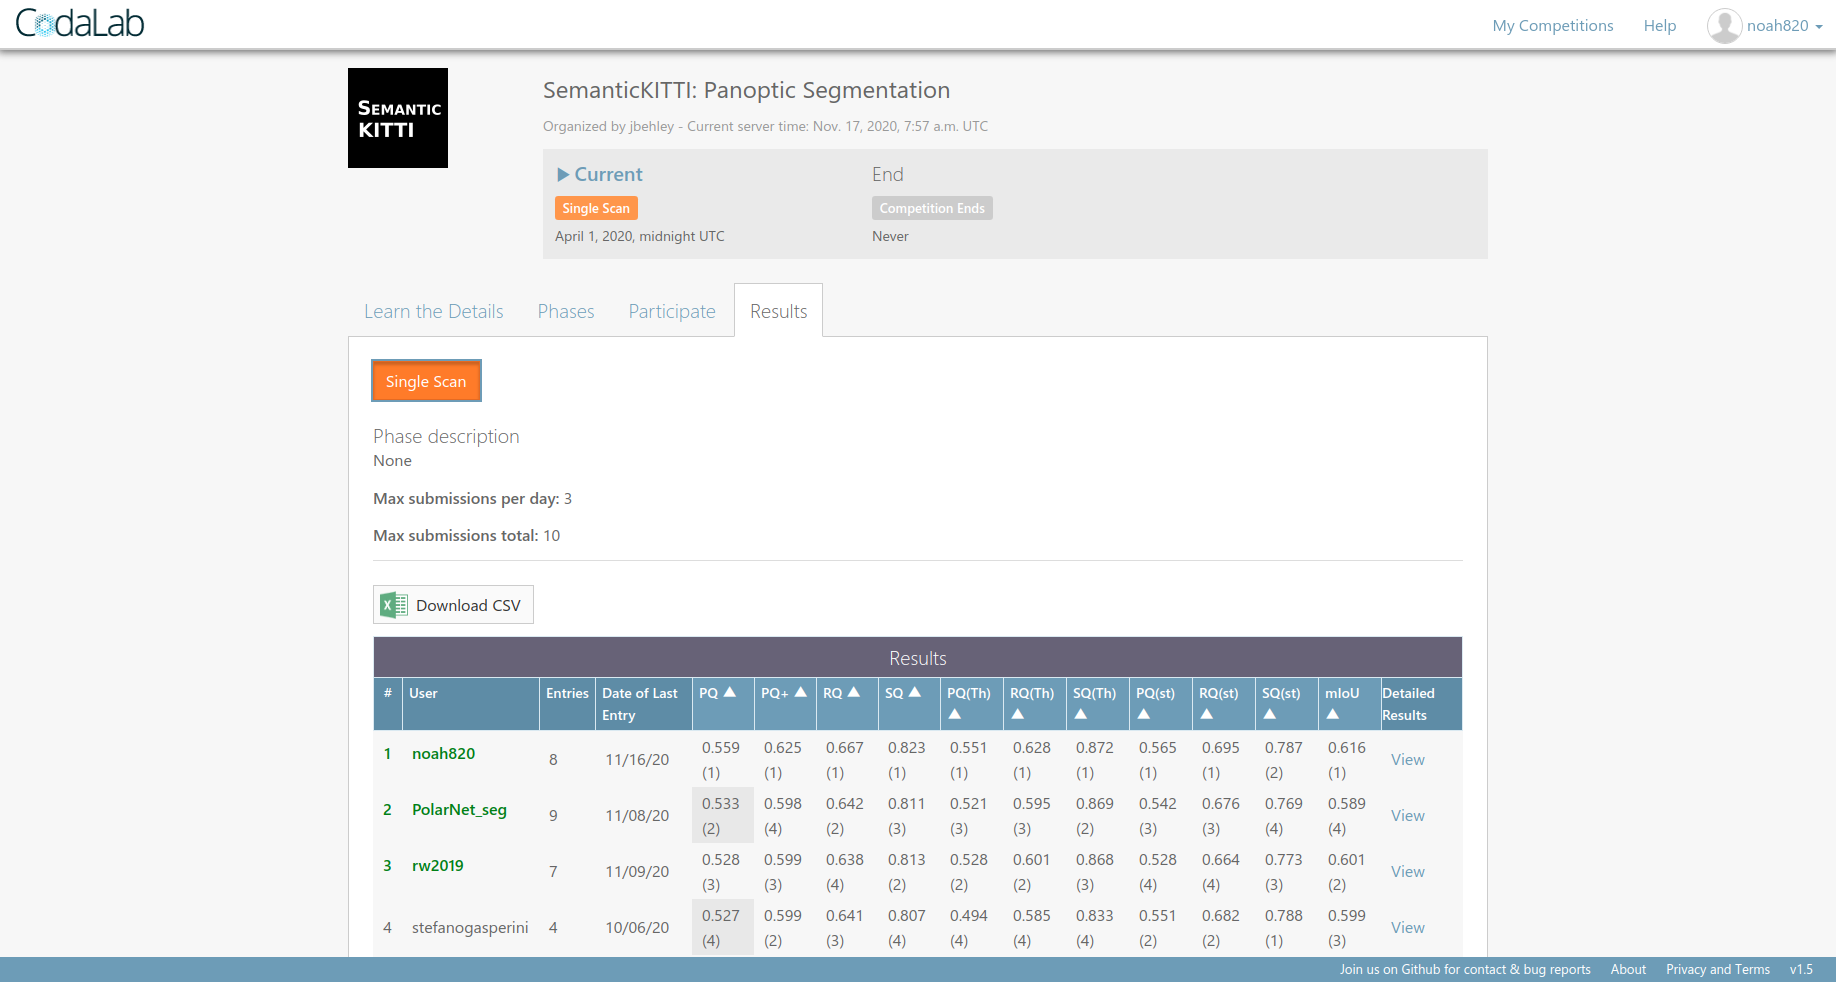 CodaLab
My Competitions Help noah820
SEMANTIC
KITTI
SemanticKITTI: Panoptic Segmentation
Organized by jbehley - Current server time: Nov. 17, 2020, 7:57 a.m. UTC
Current End
Single Scan Competition Ends
April 1, 2020, midnight UTC Never
Learn the Details Phases Participate Results
Single Scan
Phase description
None
Max submissions per day: 3
Max submissions total: 10
Download CSV
Results
# User Entries Date of Last Entry PQ ▲ PQ+ ▲ RQ ▲ SQ ▲ PQ(Th) ▲ RQ(Th) ▲ SQ(Th) ▲ PQ(st) ▲ RQ(st) ▲ SQ(st) ▲ mIoU ▲ Detailed Results
1 noah820 8 11/16/20 0.559 (1) 0.625 (1) 0.667 (1) 0.823 (1) 0.551 (1) 0.628 (1) 0.872 (1) 0.565 (1) 0.695 (1) 0.787 (2) 0.616 (1) View
2 PolarNet_seg 9 11/08/20 0.533 (2) 0.598 (4) 0.642 (2) 0.811 (3) 0.521 (3) 0.595 (3) 0.869 (2) 0.542 (3) 0.676 (3) 0.769 (4) 0.589 (4) View
3 rw2019 7 11/09/20 0.528 (3) 0.599 (3) 0.638 (4) 0.813 (2) 0.528 (2) 0.601 (2) 0.868 (3) 0.528 (4) 0.664 (4) 0.773 (3) 0.601 (2) View
4 stefanogasperini 4 10/06/20 0.527 (4) 0.599 (2) 0.641 (3) 0.807 (4) 0.494 (4) 0.585 (4) 0.833 (4) 0.551 (2) 0.682 (2) 0.788 (1) 0.599 (3) View
Join us on Github for contact & bug reports About Privacy and Terms v1.5